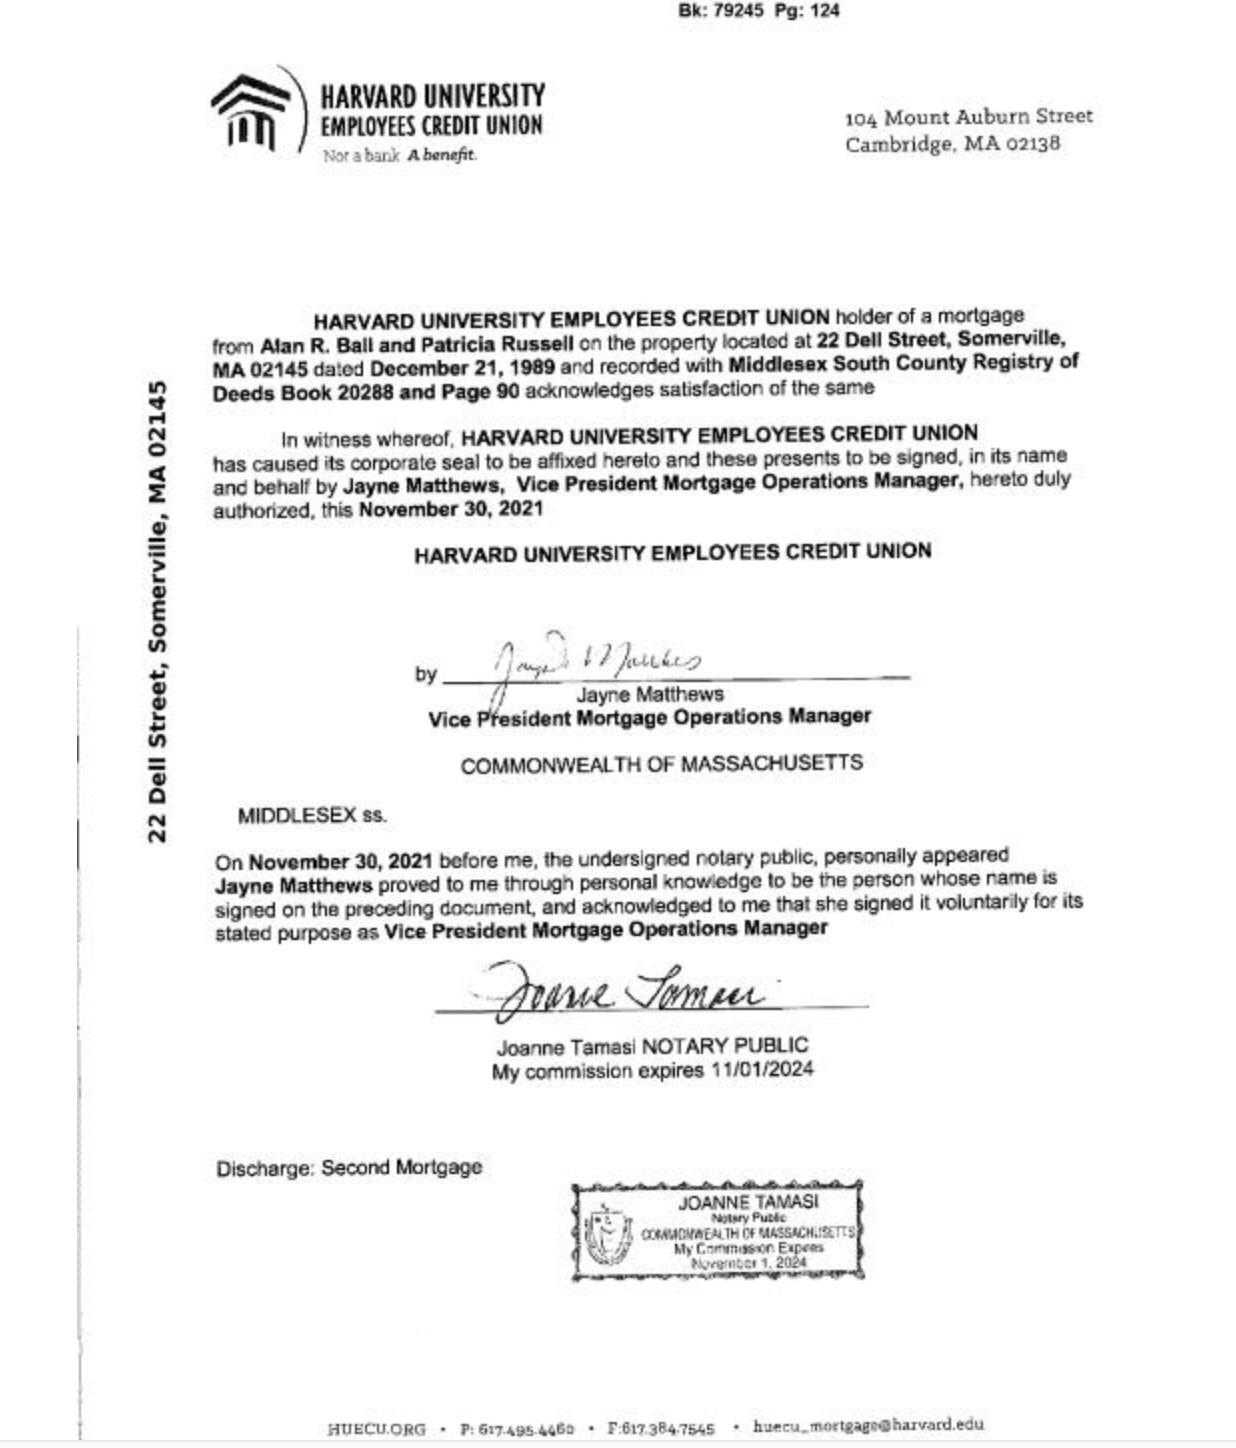 Bk: 79245 Pg: 124
HARVARD UNIVERSITY
EMPLOYEES CREDIT UNION
Not a bank A benefit.
104 Mount Auburn Street
Cambridge, MA 02138
HARVARD UNIVERSITY EMPLOYEES CREDIT UNION holder of a mortgage
from Alan R. Ball and Patricia Russell on the property located at 22 Dell Street, Somerville,
MA 02145 dated December 21, 1989 and recorded with Middlesex South County Registry of
Deeds Book 20288 and Page 90 acknowledges satisfaction of the same
In witness whereof, HARVARD UNIVERSITY EMPLOYEES CREDIT UNION
has caused its corporate seal to be affixed hereto and these presents to be signed, in its name
and behalf by Jayne Matthews, Vice President Mortgage Operations Manager, hereto duly
authorized, this November 30, 2021
HARVARD UNIVERSITY EMPLOYEES CREDIT UNION
22 Dell Street, Somerville, MA 02145
by
Jayne Matthews
Vice President Mortgage Operations Manager
COMMONWEALTH OF MASSACHUSETTS
MIDDLESEX ss.
On November 30, 2021 before me, the undersigned notary public, personally appeared
Jayne Matthews proved to me through personal knowledge to be the person whose name is
signed on the preceding document, and acknowledged to me that she signed it voluntarily for its
stated purpose as Vice President Mortgage Operations Manager
Joanne Tamasi
Joanne Tamasi NOTARY PUBLIC
My commission expires 11/01/2024
Discharge: Second Mortgage
JOANNE TAMASI
Notary Public
COMMONWEALTH OF MASSACHUSETTS
My Commission Expires
November 1, 2024
HUECU.ORG • P: 617.495.4460 • F:617.384.7545 • huecu_mortgage@harvard.edu